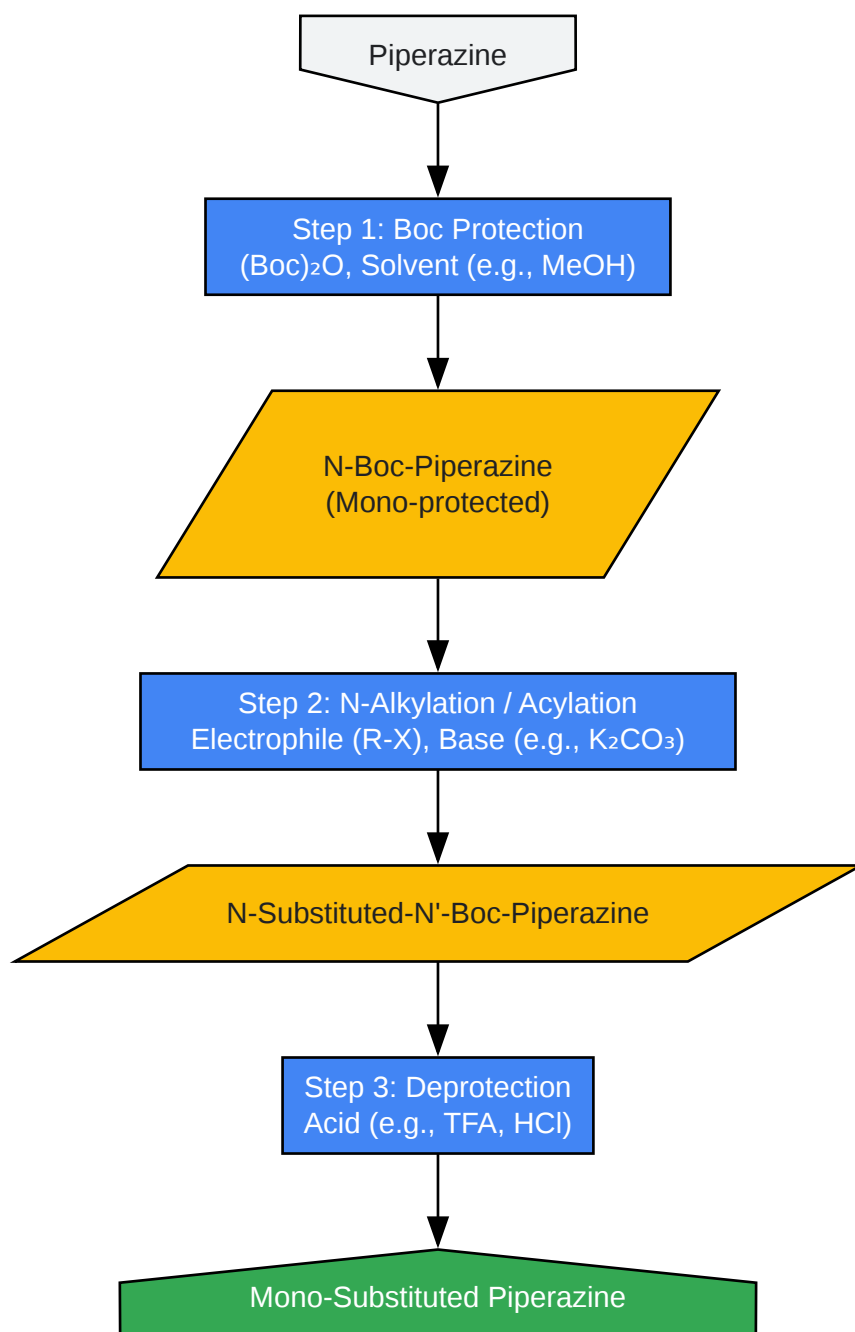 Piperazine
Step 1: Boc Protection
(Boc)₂O, Solvent (e.g., MeOH)
N-Boc-Piperazine
(Mono-protected)
Step 2: N-Alkylation / Acylation
Electrophile (R-X), Base (e.g., K₂CO₃)
N-Substituted-N'-Boc-Piperazine
Step 3: Deprotection
Acid (e.g., TFA, HCl)
Mono-Substituted Piperazine